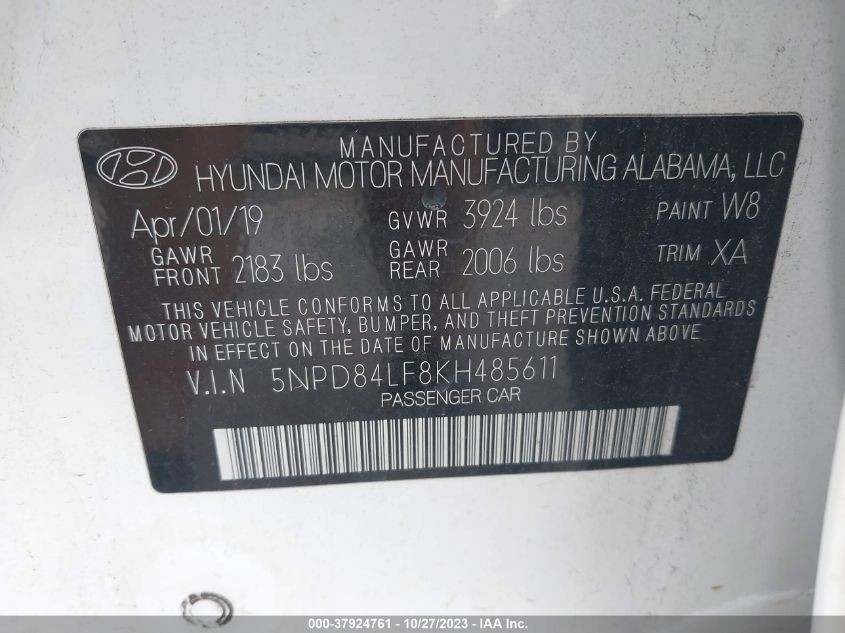 MANUFACTURED BY
HYUNDAI MOTOR MANUFACTURING ALABAMA, LLC
Apr/01/19 GVWR 3924 lbs PAINT W8
GAWR FRONT 2183 lbs GAWR REAR 2006 lbs TRIM XA
THIS VEHICLE CONFORMS TO ALL APPLICABLE U.S.A. FEDERAL
MOTOR VEHICLE SAFETY, BUMPER, AND THEFT PREVENTION STANDARDS
IN EFFECT ON THE DATE OF MANUFACTURE SHOWN ABOVE
V.I.N 5NPD84LF8KH485611
PASSENGER CAR
000-37924761 - 10/27/2023 - IAA Inc.